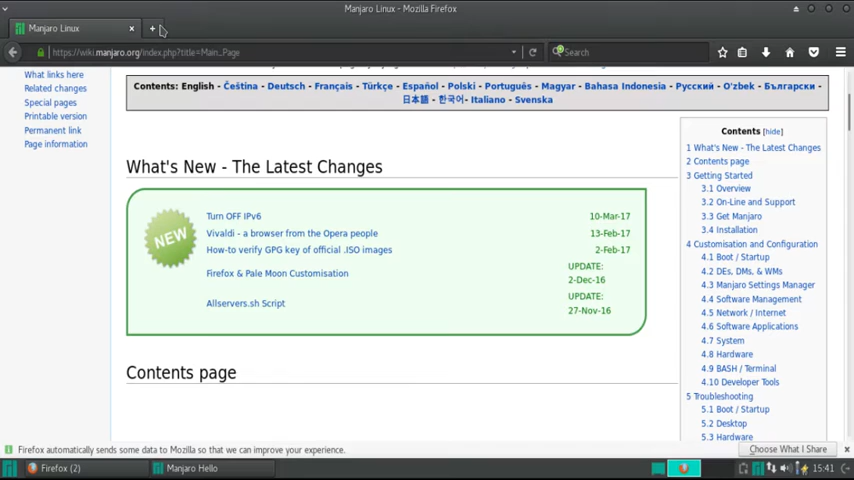 Manjaro Linux - Mozilla Firefox
Manjaro Linux
https://wiki.manjaro.org/index.php?title=Main_Page
Search
What links here
Related changes
Special pages
Printable version
Permanent link
Page information
Contents: English - Čeština - Deutsch - Français - Türkçe - Español - Polski - Português - Magyar - Bahasa Indonesia - Русский - O'zbek - Български -
日本語 - 한국어 - Italiano - Svenska
What's New - The Latest Changes
NEW
Turn OFF IPv6 10-Mar-17
Vivaldi - a browser from the Opera people 13-Feb-17
How-to verify GPG key of official .ISO images 2-Feb-17
Firefox & Pale Moon Customisation UPDATE:
2-Dec-16
Allservers.sh Script UPDATE:
27-Nov-16
Contents page
Contents [hide]
1 What's New - The Latest Changes
2 Contents page
3 Getting Started
3.1 Overview
3.2 On-Line and Support
3.3 Get Manjaro
3.4 Installation
4 Customisation and Configuration
4.1 Boot / Startup
4.2 DEs, DMs, & WMs
4.3 Manjaro Settings Manager
4.4 Software Management
4.5 Network / Internet
4.6 Software Applications
4.7 System
4.8 Hardware
4.9 BASH / Terminal
4.10 Developer Tools
5 Troubleshooting
5.1 Boot / Startup
5.2 Desktop
5.3 Hardware
Firefox automatically sends some data to Mozilla so that we can improve your experience.
Choose What I Share
Firefox (2)
Manjaro Hello
15:41